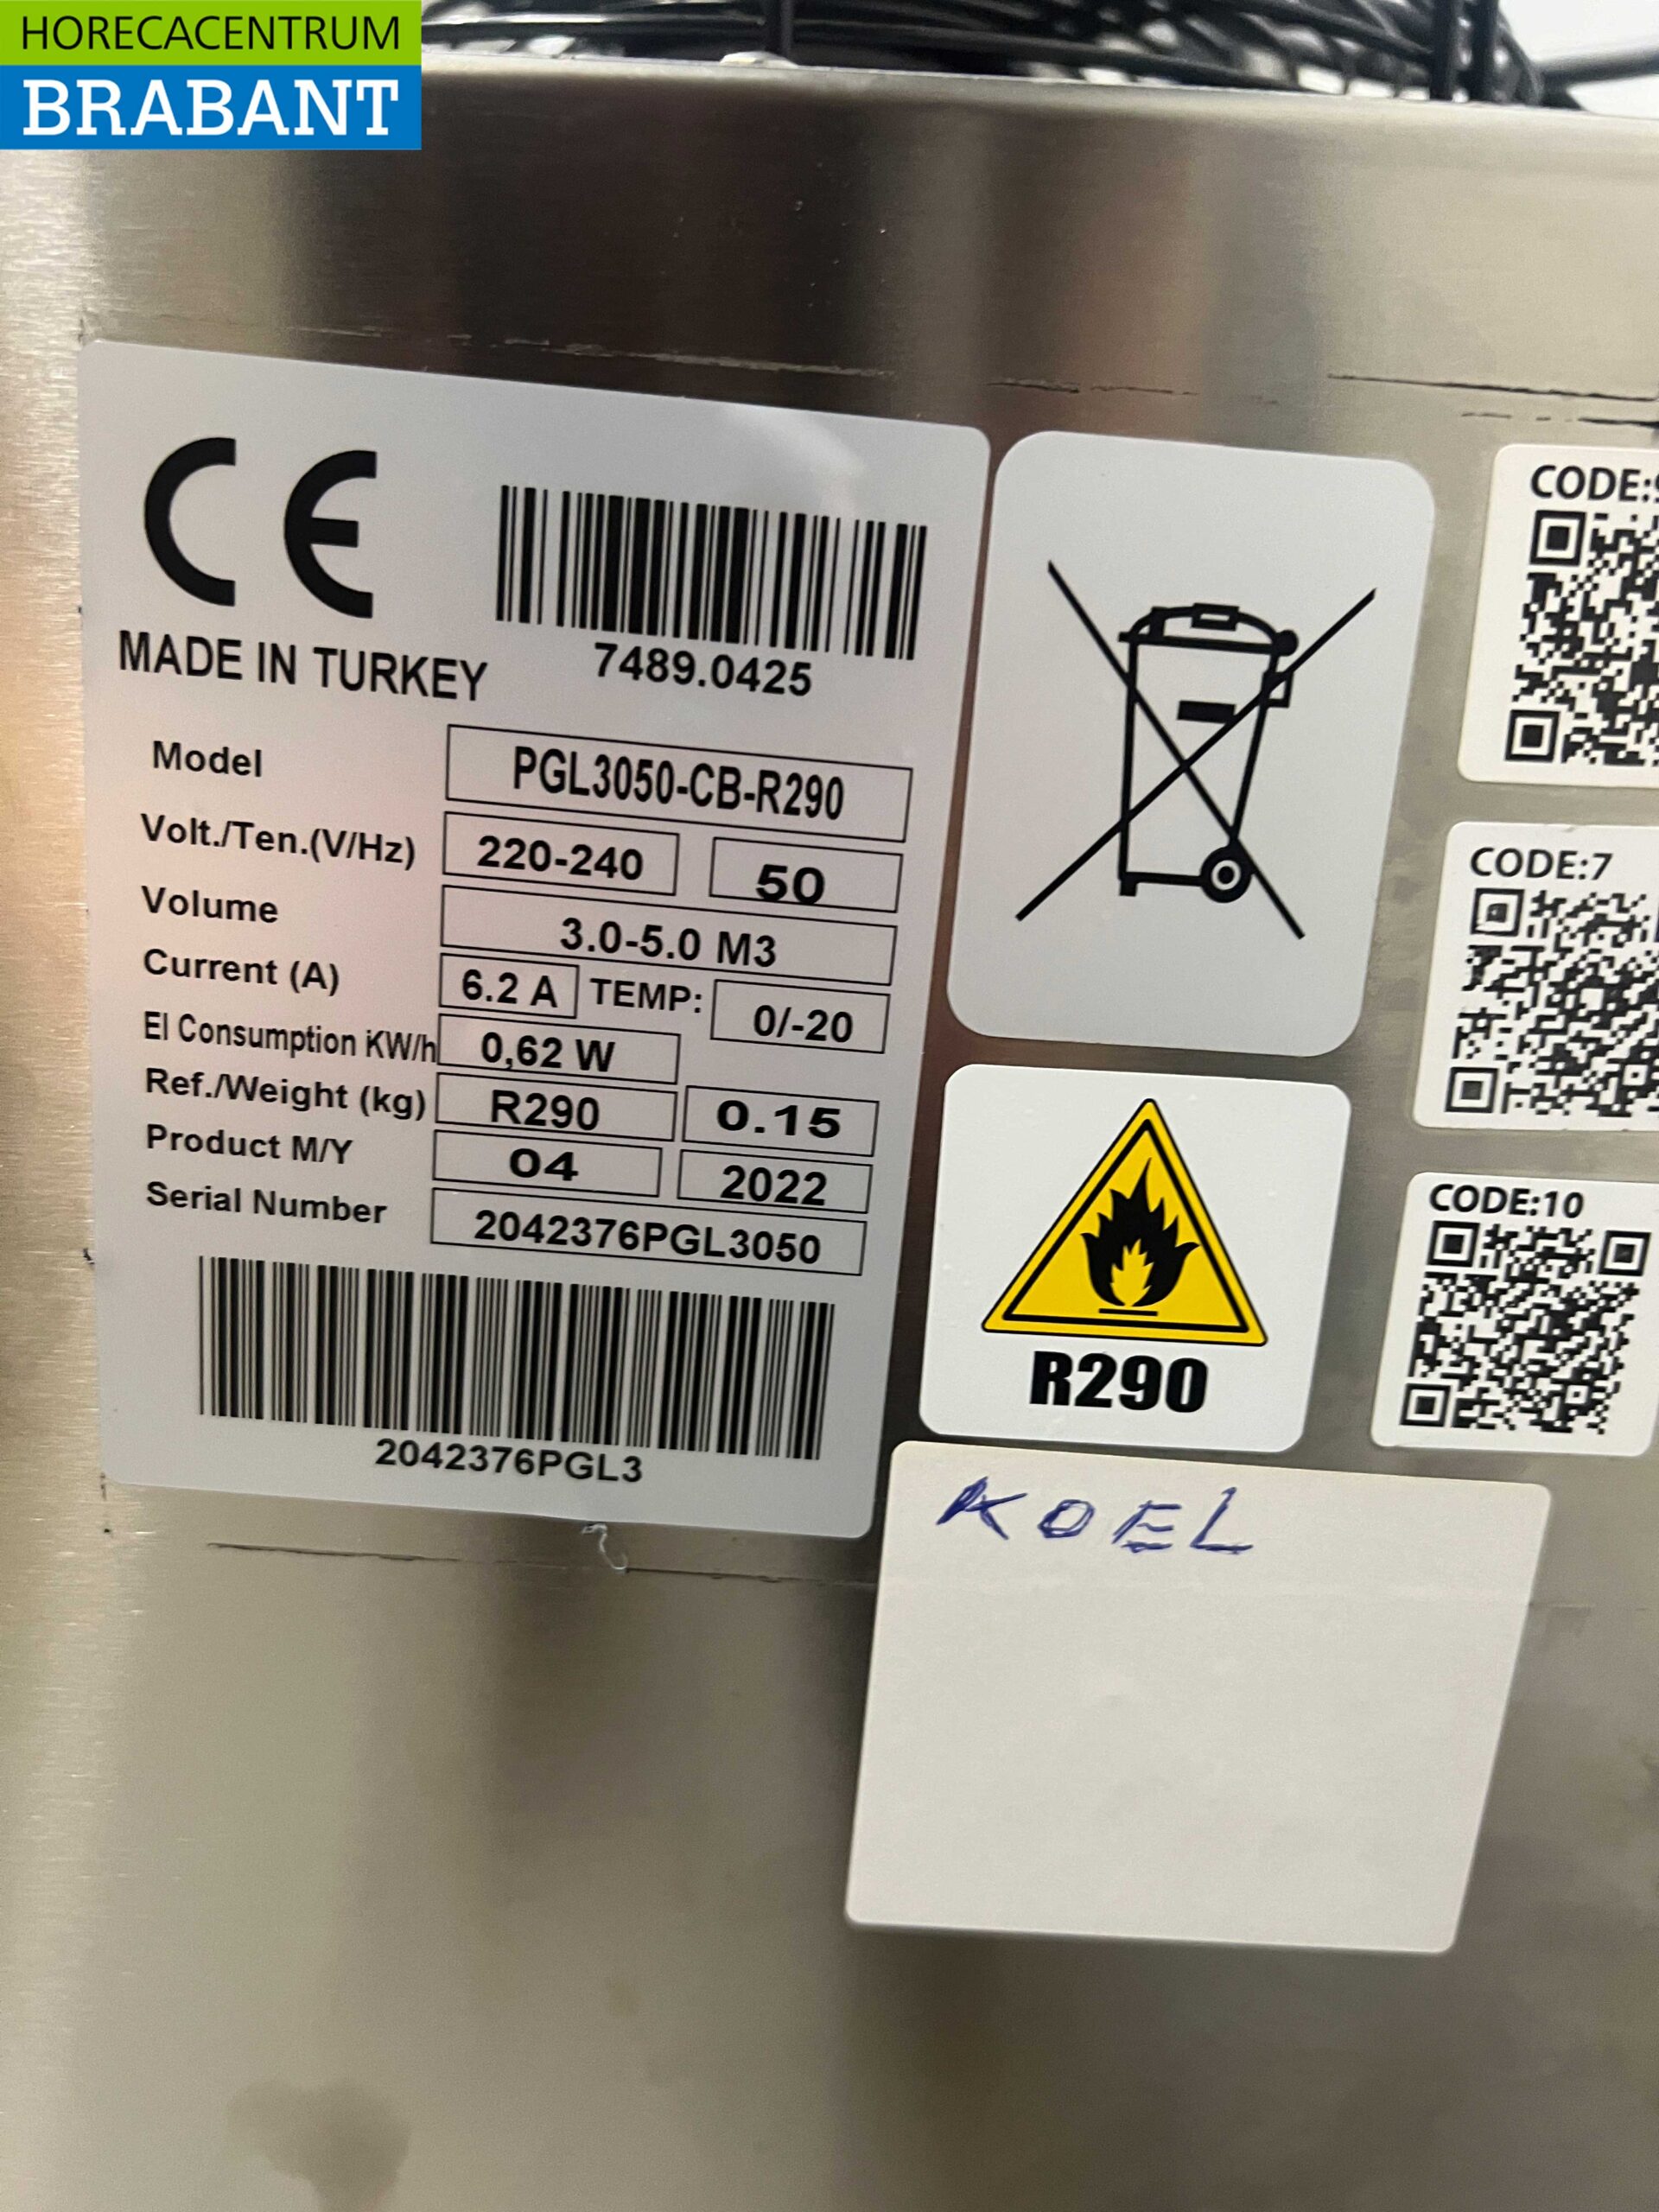 HORECACENTRUM
BRABANT
CE
7489.0425
MADE IN TURKEY
Model PGL3050-CB-R290
Volt./Ten.(V/Hz) 220-240 50
Volume 3.0-5.0 M3
Current (A) 6.2 A TEMP: 0/-20
El Consumption KW/h 0,62 W
Ref./Weight (kg) R290 0.15
Product M/Y 04 2022
Serial Number 2042376PGL3050
2042376PGL3
R290
KOEL
CODE:
CODE:7
CODE:10